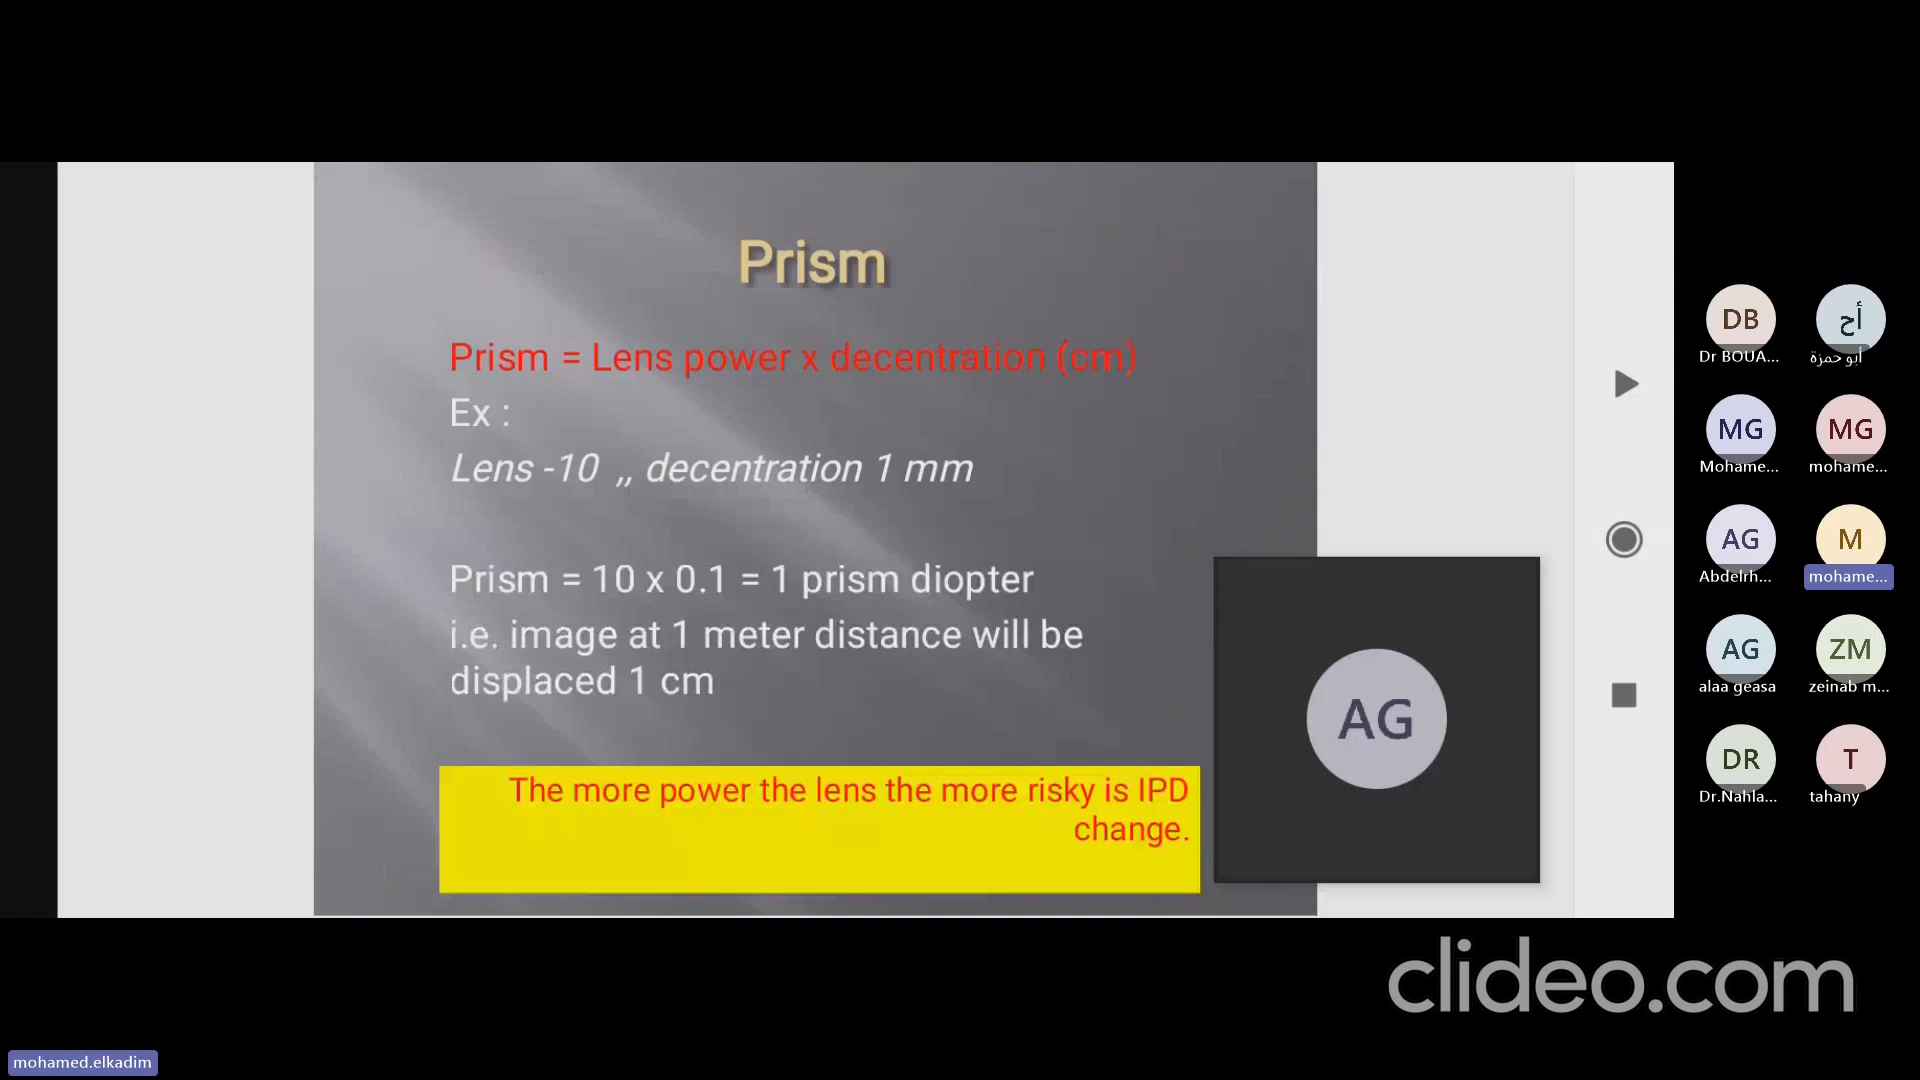 Prism
Prism = Lens power x decentration (cm)
Ex :
Lens -10 ,, decentration 1 mm
Prism = 10 x 0.1 = 1 prism diopter
i.e. image at 1 meter distance will be
displaced 1 cm
The more power the lens the more risky is IPD
change.
AG
DB
أح
Dr BOUA...
أبو حمزة
MG
MG
Mohame...
mohame...
AG
M
Abdelrh...
mohame...
AG
ZM
alaa geasa
zeinab m...
DR
T
Dr.Nahla...
tahany
clideo.com
mohamed.elkadim